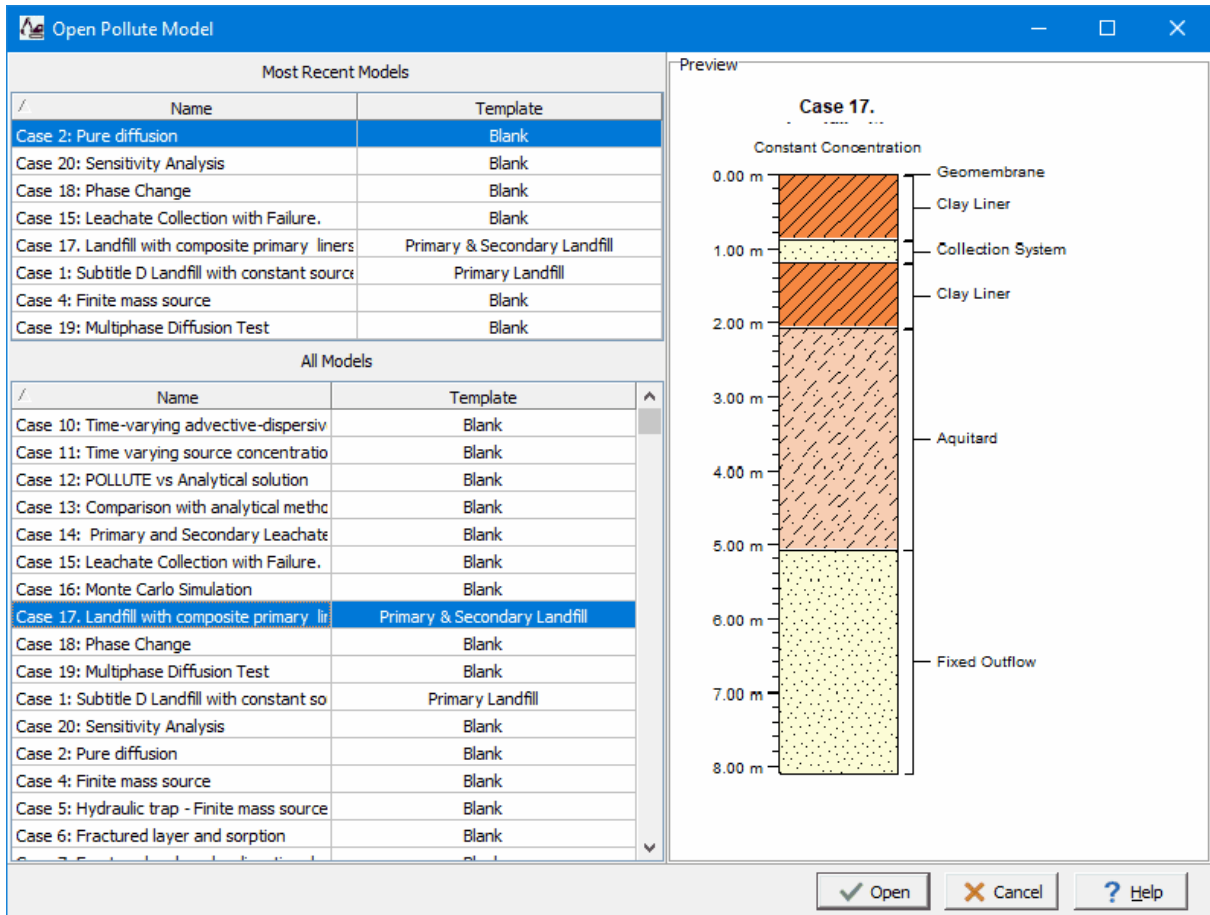 Open Pollute Model
Most Recent Models
Name Template
Case 2: Pure diffusion Blank
Case 20: Sensitivity Analysis Blank
Case 18: Phase Change Blank
Case 15: Leachate Collection with Failure. Blank
Case 17. Landfill with composite primary liners Primary & Secondary Landfill
Case 1: Subtitle D Landfill with constant source Primary Landfill
Case 4: Finite mass source Blank
Case 19: Multiphase Diffusion Test Blank
All Models
Name Template
Case 10: Time-varying advective-dispersiv Blank
Case 11: Time varying source concentratio Blank
Case 12: POLLUTE vs Analytical solution Blank
Case 13: Comparison with analytical metho Blank
Case 14: Primary and Secondary Leachate Blank
Case 15: Leachate Collection with Failure. Blank
Case 16: Monte Carlo Simulation Blank
Case 17. Landfill with composite primary lin Primary & Secondary Landfill
Case 18: Phase Change Blank
Case 19: Multiphase Diffusion Test Blank
Case 1: Subtitle D Landfill with constant so Primary Landfill
Case 20: Sensitivity Analysis Blank
Case 2: Pure diffusion Blank
Case 4: Finite mass source Blank
Case 5: Hydraulic trap - Finite mass source Blank
Case 6: Fractured layer and sorption Blank
Preview
Case 17.
Constant Concentration
0.00 m
Geomembrane
Clay Liner
1.00 m
Collection System
Clay Liner
2.00 m
3.00 m
Aquitard
4.00 m
5.00 m
6.00 m
Fixed Outflow
7.00 m
8.00 m
Open
Cancel
? Help